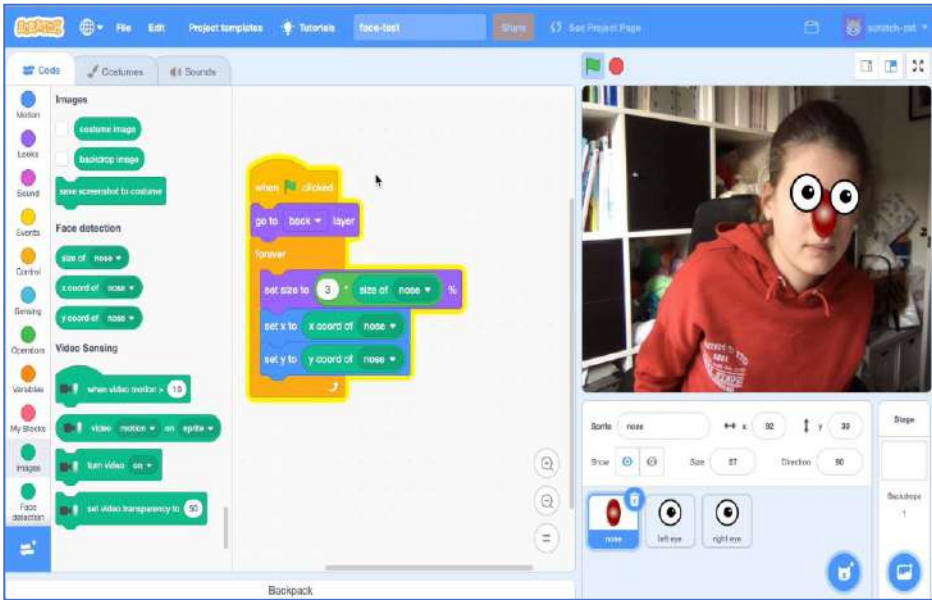 SCRATCH
File Edit Project templates Tutorials face-test Share See Project Page scratch-cat
Code Costumes Sounds
Motion
Looks
Sound
Events
Control
Sensing
Operators
Variables
My Blocks
Images
Face detection
Images
costume image
backdrop image
save screenshot to costume
Face detection
size of nose
x coord of nose
y coord of nose
Video Sensing
when video motion > 10
video motion on sprite
turn video on
set video transparency to 50
when clicked
go to back layer
forever
set size to 3 * size of nose %
set x to x coord of nose
set y to y coord of nose
Backpack
Sprite nose x 92 y 39
Show Size 87 Direction 90
nose left eye right eye
Stage
Backdrops
1